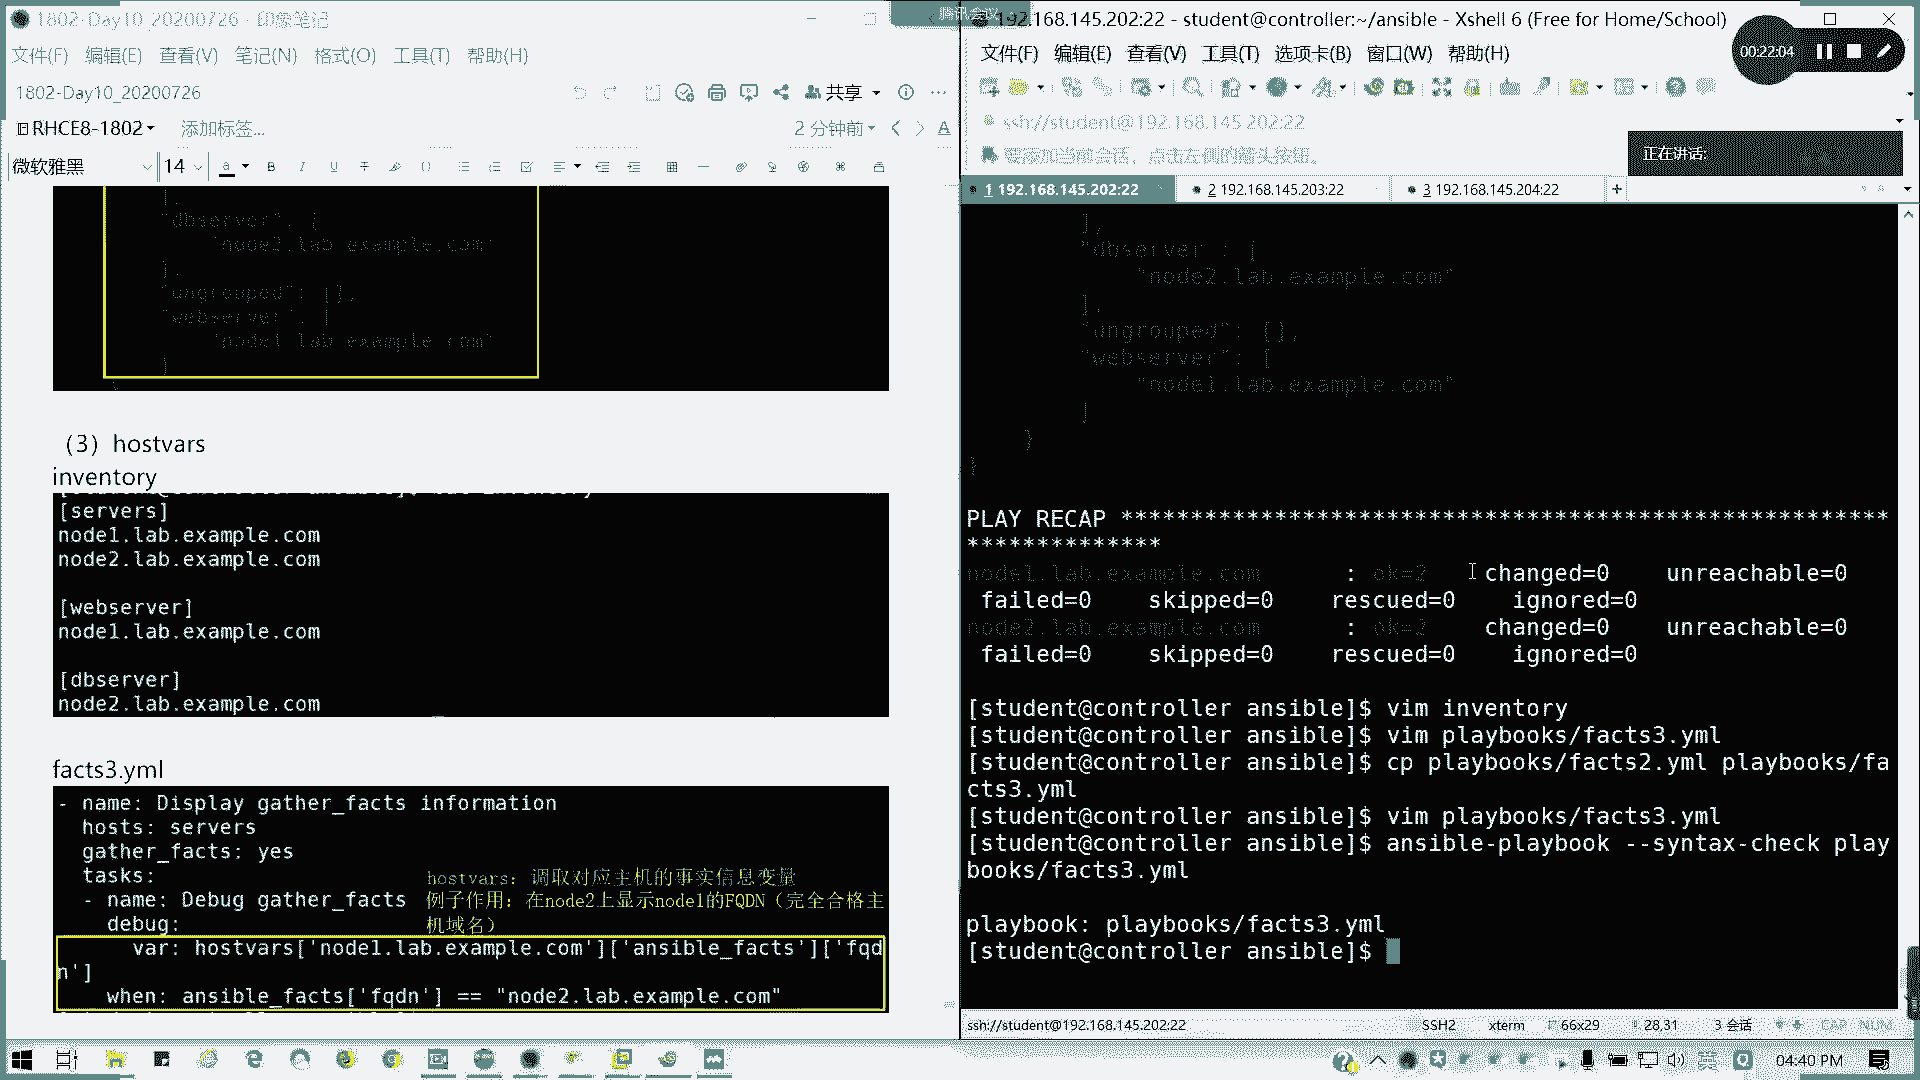 1802-Day10_20200726 - 印象笔记
文件(F) 编辑(E) 查看(V) 笔记(N) 格式(O) 工具(T) 帮助(H)
1802-Day10_20200726
共享
RHCE8-1802
添加标签...
2 分钟前
微软雅黑
14
],
"dbserver": [
"node2.lab.example.com"
],
"ungrouped": [],
"webserver": [
"node1.lab.example.com"
]
（3）hostvars
inventory
[servers]
node1.lab.example.com
node2.lab.example.com
[webserver]
node1.lab.example.com
[dbserver]
node2.lab.example.com
facts3.yml
- name: Display gather_facts information
hosts: servers
gather_facts: yes
tasks:
- name: Debug gather_facts
debug:
var: hostvars['node1.lab.example.com']['ansible_facts']['fqd
n']
when: ansible_facts['fqdn'] == "node2.lab.example.com"
hostvars: 调取对应主机的事实信息变量
例子作用: 在node2上显示node1的FQDN（完全合格主
机域名）
腾讯会议
192.168.145.202:22 - student@controller:~/ansible - Xshell 6 (Free for Home/School)
文件(F) 编辑(E) 查看(V) 工具(T) 选项卡(B) 窗口(W) 帮助(H)
00:22:04
ssh://student@192.168.145.202:22
要添加当前会话，点击左侧的箭头按钮。
正在讲话:
1 192.168.145.202:22
2 192.168.145.203:22
3 192.168.145.204:22
],
"dbserver": [
"node2.lab.example.com"
],
"ungrouped": [],
"webserver": [
"node1.lab.example.com"
]
}
}
PLAY RECAP *******************************************************
**************
node1.lab.example.com : ok=2 changed=0 unreachable=0
failed=0 skipped=0 rescued=0 ignored=0
node2.lab.example.com : ok=2 changed=0 unreachable=0
failed=0 skipped=0 rescued=0 ignored=0
[student@controller ansible]$ vim inventory
[student@controller ansible]$ vim playbooks/facts3.yml
[student@controller ansible]$ cp playbooks/facts2.yml playbooks/fa
cts3.yml
[student@controller ansible]$ vim playbooks/facts3.yml
[student@controller ansible]$ ansible-playbook --syntax-check play
books/facts3.yml
playbook: playbooks/facts3.yml
[student@controller ansible]$
ssh://student@192.168.145.202:22
SSH2
xterm
66x29
28,31
3 会话
CAP NUM
英
04:40 PM